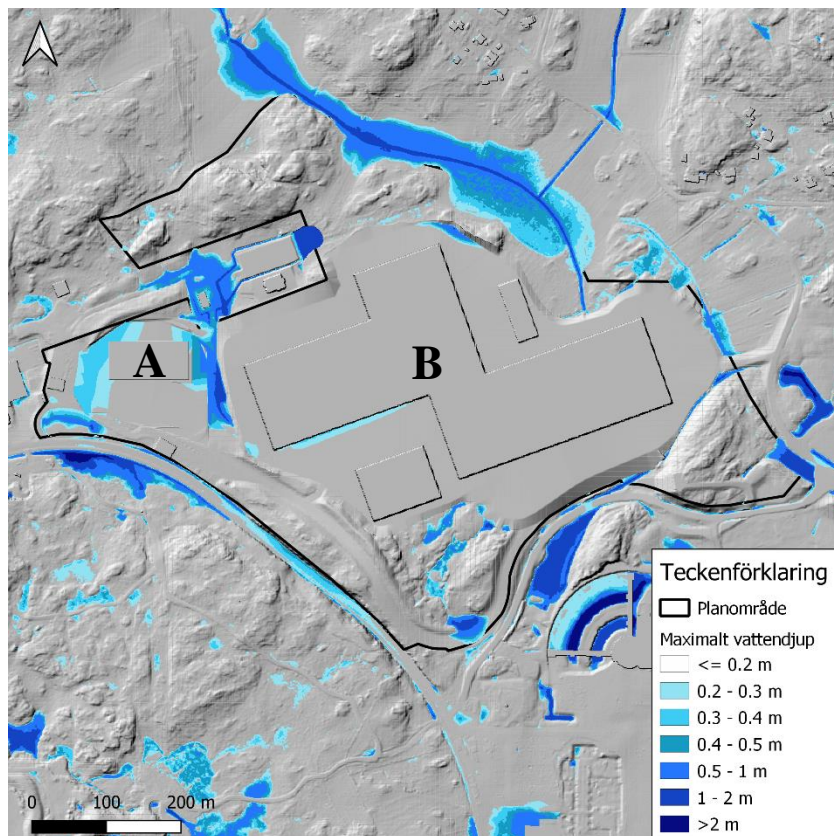 A
B
Teckenförklaring
Planområde
Maximalt vattendjup
<= 0.2 m
0.2 - 0.3 m
0.3 - 0.4 m
0.4 - 0.5 m
0.5 - 1 m
1 - 2 m
>2 m
0 100 200 m